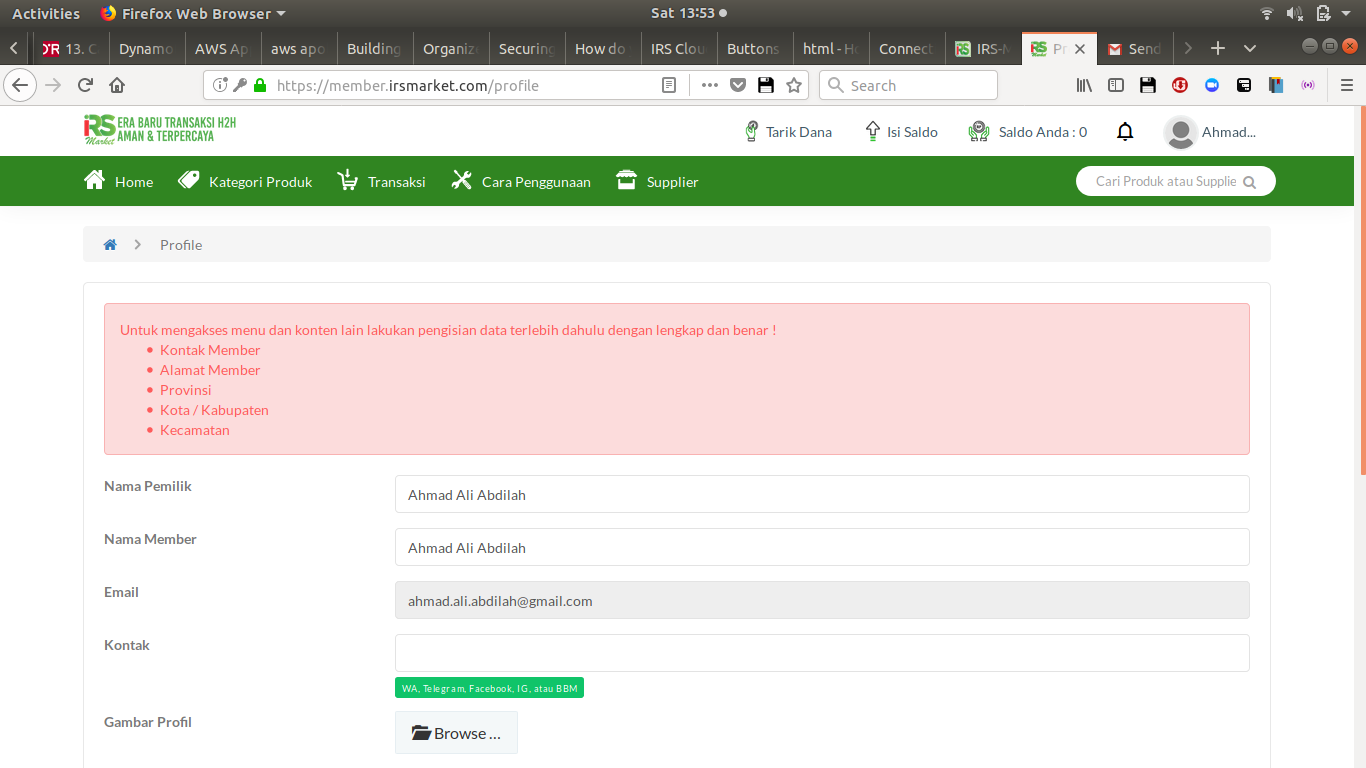 Activities Firefox Web Browser Sat 13:53
13. C Dynamo AWS Ap aws apo Building Organize Securing How do IRS Clou Buttons html - Ho Connect IRS-M Pr Send
https://member.irsmarket.com/profile Search
iRS Market ERA BARU TRANSAKSI H2H
AMAN & TERPERCAYA
Tarik Dana Isi Saldo Saldo Anda : 0 Ahmad...
Home Kategori Produk Transaksi Cara Penggunaan Supplier Cari Produk atau Supplie
Profile
Untuk mengakses menu dan konten lain lakukan pengisian data terlebih dahulu dengan lengkap dan benar !
• Kontak Member
• Alamat Member
• Provinsi
• Kota / Kabupaten
• Kecamatan
Nama Pemilik Ahmad Ali Abdilah
Nama Member Ahmad Ali Abdilah
Email ahmad.ali.abdilah@gmail.com
Kontak
WA, Telegram, Facebook, IG, atau BBM
Gambar Profil Browse ...